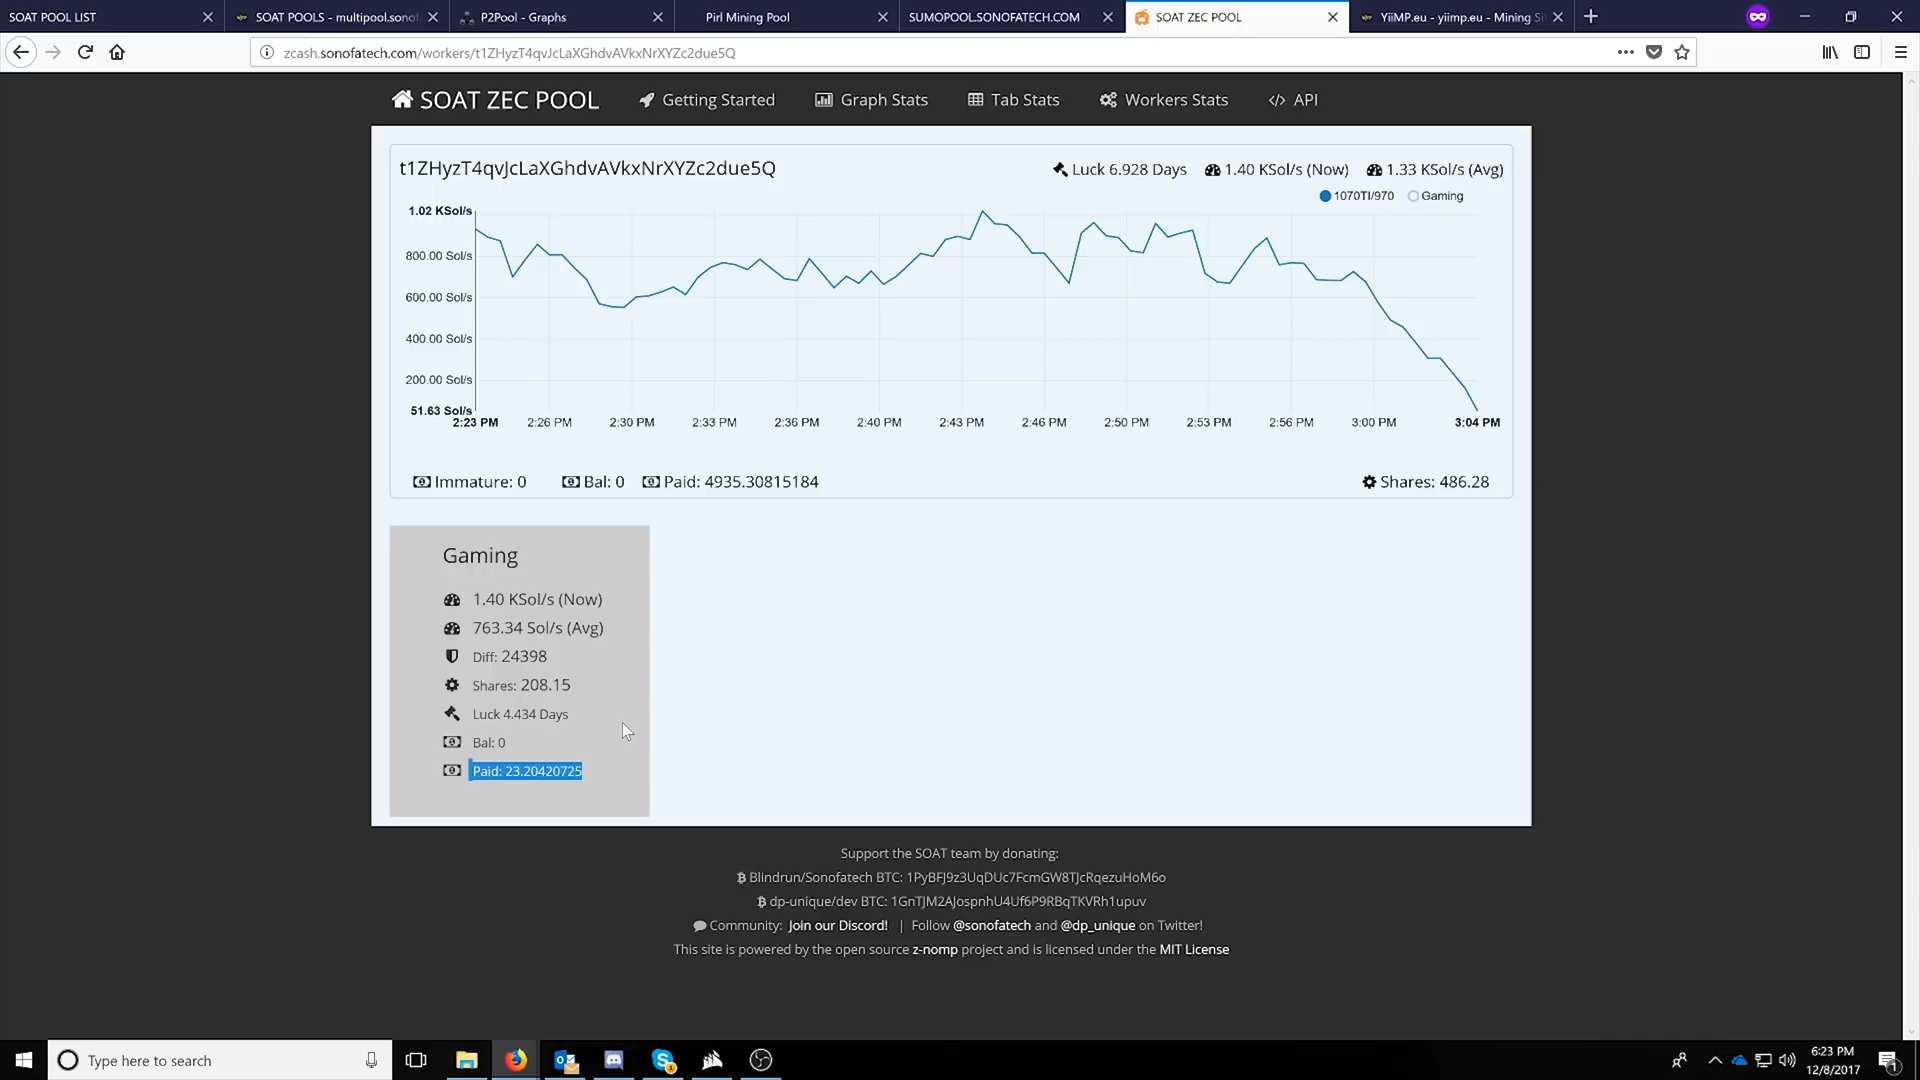 SOAT POOL LIST
SOAT POOLS - multipool.sonof
P2Pool - Graphs
Pirl Mining Pool
SUMOPOOL.SONOFATECH.COM
SOAT ZEC POOL
YiiMP.eu - yiimp.eu - Mining Si
zcash.sonofatech.com/workers/t1ZHyzT4qvJcLaXGhdvAVkxNrXYZc2due5Q
SOAT ZEC POOL
Getting Started
Graph Stats
Tab Stats
Workers Stats
</> API
t1ZHyzT4qvJcLaXGhdvAVkxNrXYZc2due5Q
Luck 6.928 Days
1.40 KSol/s (Now)
1.33 KSol/s (Avg)
1070TI/970
Gaming
1.02 KSol/s
800.00 Sol/s
600.00 Sol/s
400.00 Sol/s
200.00 Sol/s
51.63 Sol/s
2:23 PM
2:26 PM
2:30 PM
2:33 PM
2:36 PM
2:40 PM
2:43 PM
2:46 PM
2:50 PM
2:53 PM
2:56 PM
3:00 PM
3:04 PM
Immature: 0
Bal: 0
Paid: 4935.30815184
Shares: 486.28
Gaming
1.40 KSol/s (Now)
763.34 Sol/s (Avg)
Diff: 24398
Shares: 208.15
Luck 4.434 Days
Bal: 0
Paid: 23.20420725
Support the SOAT team by donating:
Blindrun/Sonofatech BTC: 1PyBFJ9z3UqDUc7FcmGW8TJcRqezuHoM6o
dp-unique/dev BTC: 1GnTJM2AJospnhU4Uf6P9RBqTKVRh1upuv
Community: Join our Discord! | Follow @sonofatech and @dp_unique on Twitter!
This site is powered by the open source z-nomp project and is licensed under the MIT License
Type here to search
6:23 PM
12/8/2017
1